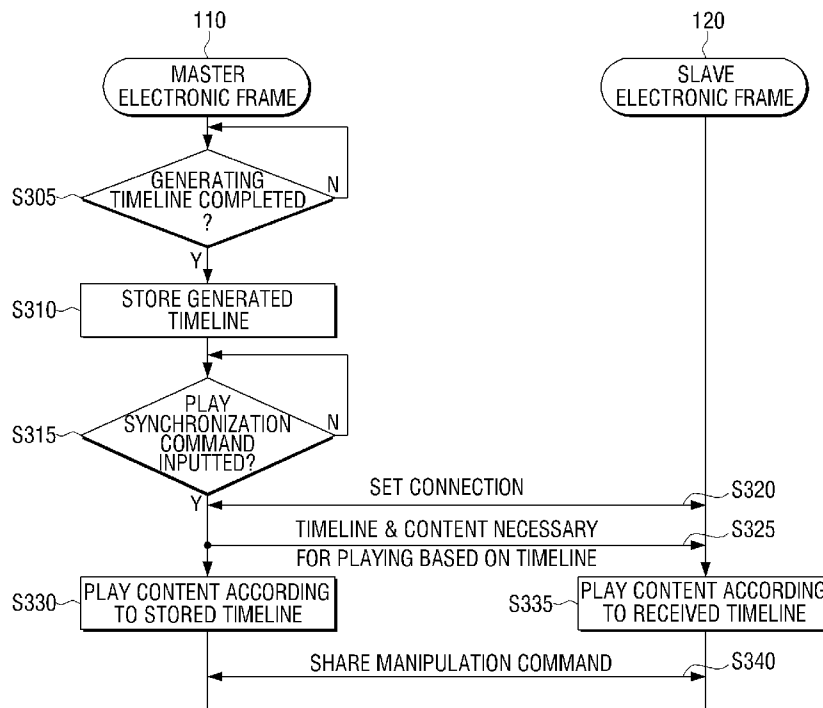 110
120
MASTER
ELECTRONIC FRAME
SLAVE
ELECTRONIC FRAME
S305
GENERATING
TIMELINE COMPLETED
?
N
Y
S310
STORE GENERATED
TIMELINE
S315
PLAY
SYNCHRONIZATION
COMMAND
INPUTTED?
N
Y
SET CONNECTION
S320
TIMELINE & CONTENT NECESSARY
FOR PLAYING BASED ON TIMELINE
S325
S330
PLAY CONTENT ACCORDING
TO STORED TIMELINE
S335
PLAY CONTENT ACCORDING
TO RECEIVED TIMELINE
SHARE MANIPULATION COMMAND
S340